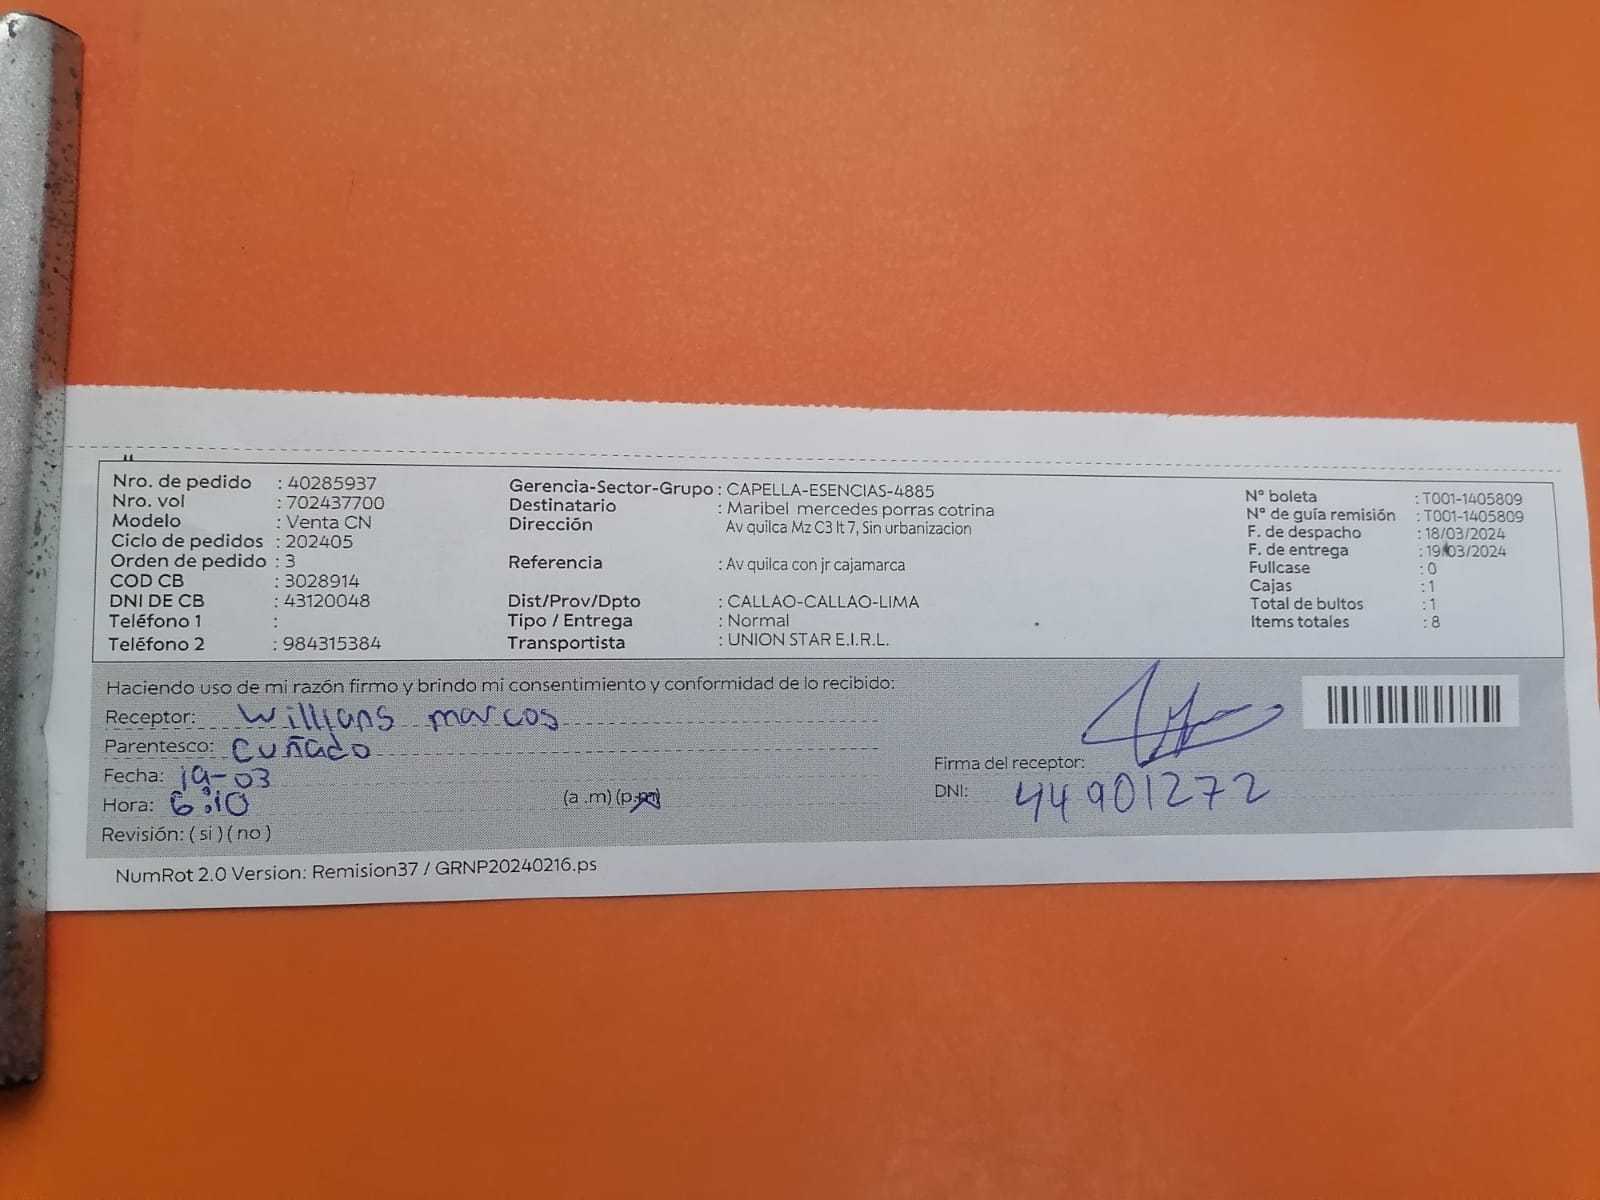 Nro. de pedido : 40285937
Nro. vol : 702437700
Modelo : Venta CN
Ciclo de pedidos : 202405
Orden de pedido : 3
COD CB : 3028914
DNI DE CB : 43120048
Teléfono 1 :
Teléfono 2 : 984315384
Gerencia-Sector-Grupo : CAPELLA-ESENCIAS-4885
Destinatario : Maribel mercedes porras cotrina
Dirección Av quilca Mz C3 lt 7, Sin urbanizacion
Referencia : Av quilca con jr cajamarca
Dist/Prov/Dpto : CALLAO-CALLAO-LIMA
Tipo / Entrega : Normal
Transportista : UNION STAR E.I.R.L.
N° boleta : T001-1405809
N° de guía remisión : T001-1405809
F. de despacho : 18/03/2024
F. de entrega : 19/03/2024
Fullcase : 0
Cajas : 1
Total de bultos : 1
Items totales : 8
Haciendo uso de mi razón firmo y brindo mi consentimiento y conformidad de lo recibido:
Receptor: Willians marcos
Parentesco: cuñado
Fecha: 19-03
Hora: 6:10 (a .m) (p.m)
Revisión: ( si ) ( no )
Firma del receptor:
DNI: 44901272
NumRot 2.0 Version: Remision37 / GRNP20240216.ps